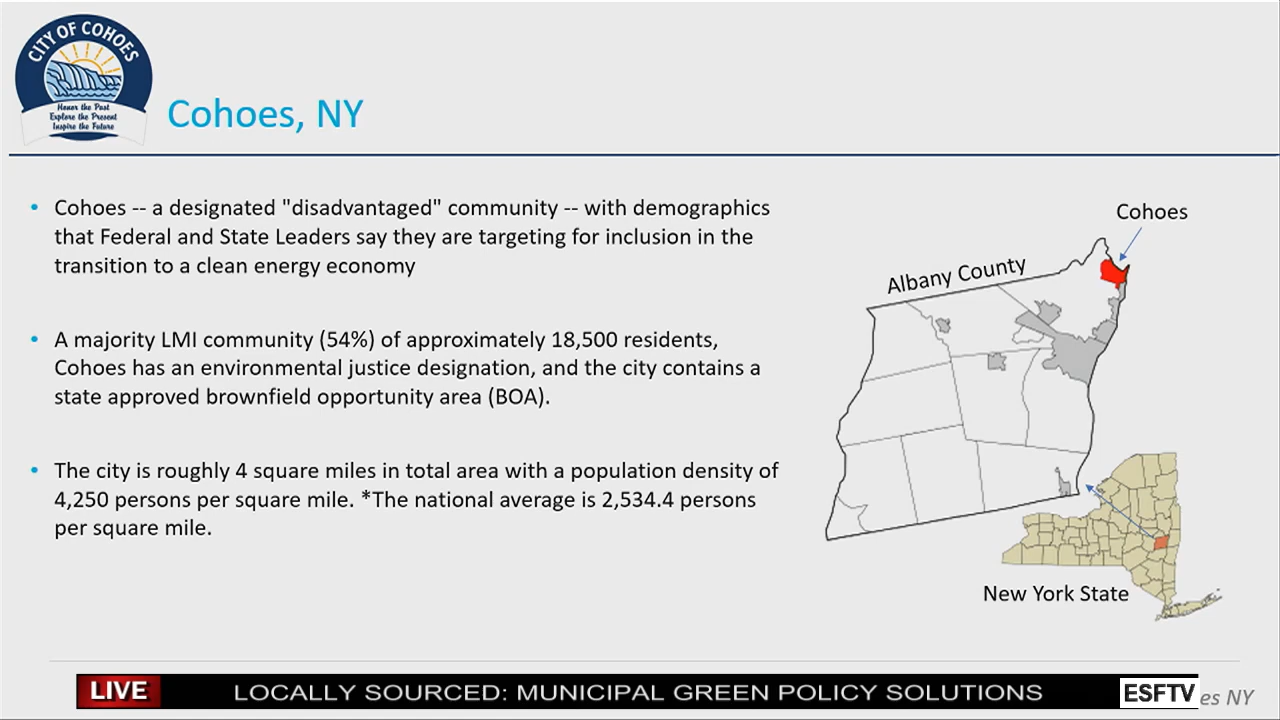 CITY OF COHOES
Honor the Past
Explore the Present
Inspire the Future
Cohoes, NY
• Cohoes -- a designated "disadvantaged" community -- with demographics
that Federal and State Leaders say they are targeting for inclusion in the
transition to a clean energy economy
• A majority LMI community (54%) of approximately 18,500 residents,
Cohoes has an environmental justice designation, and the city contains a
state approved brownfield opportunity area (BOA).
• The city is roughly 4 square miles in total area with a population density of
4,250 persons per square mile. *The national average is 2,534.4 persons
per square mile.
Cohoes
Albany County
New York State
LIVE
LOCALLY SOURCED: MUNICIPAL GREEN POLICY SOLUTIONS
ESFTV
es NY